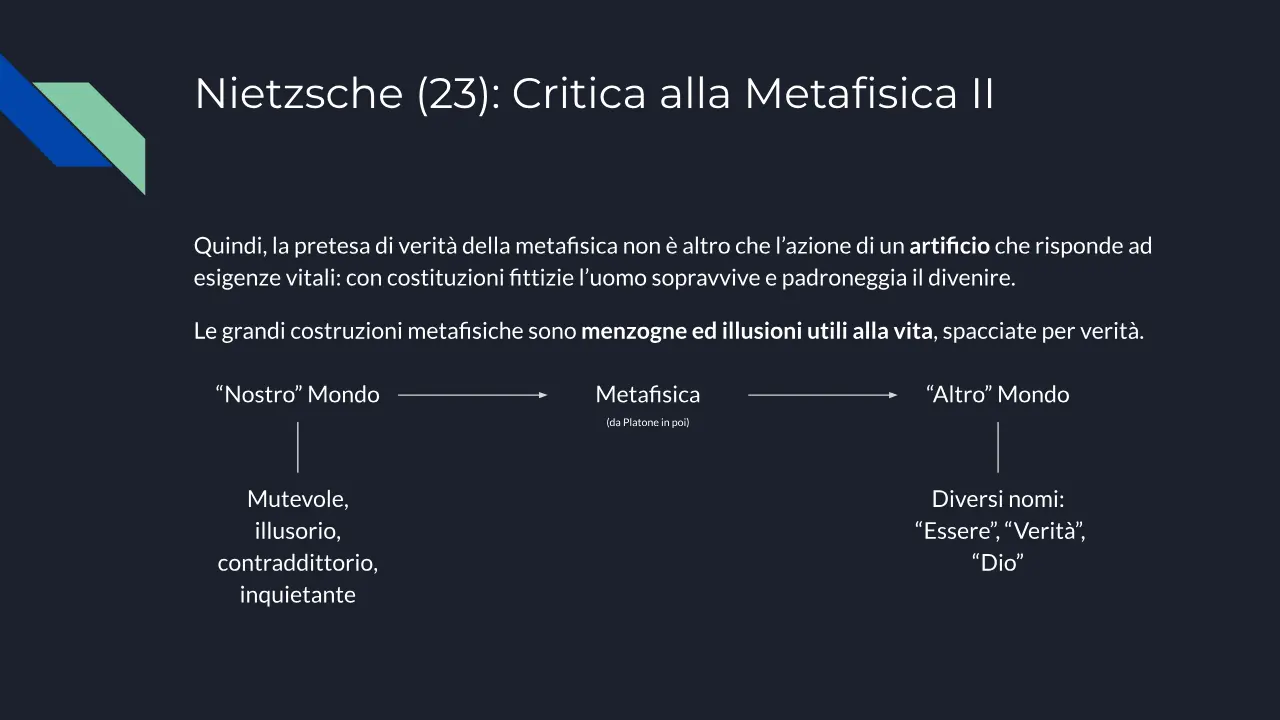 Nietzsche (23): Critica alla Metafisica II
Quindi, la pretesa di verità della metafisica non è altro che l’azione di un artificio che risponde ad
esigenze vitali: con costituzioni fittizie l’uomo sopravvive e padroneggia il divenire.
Le grandi costruzioni metafisiche sono menzogne ed illusioni utili alla vita, spacciate per verità.
“Nostro” Mondo
Metafisica
(da Platone in poi)
“Altro” Mondo
Mutevole,
illusorio,
contraddittorio,
inquietante
Diversi nomi:
“Essere”, “Verità”,
“Dio”